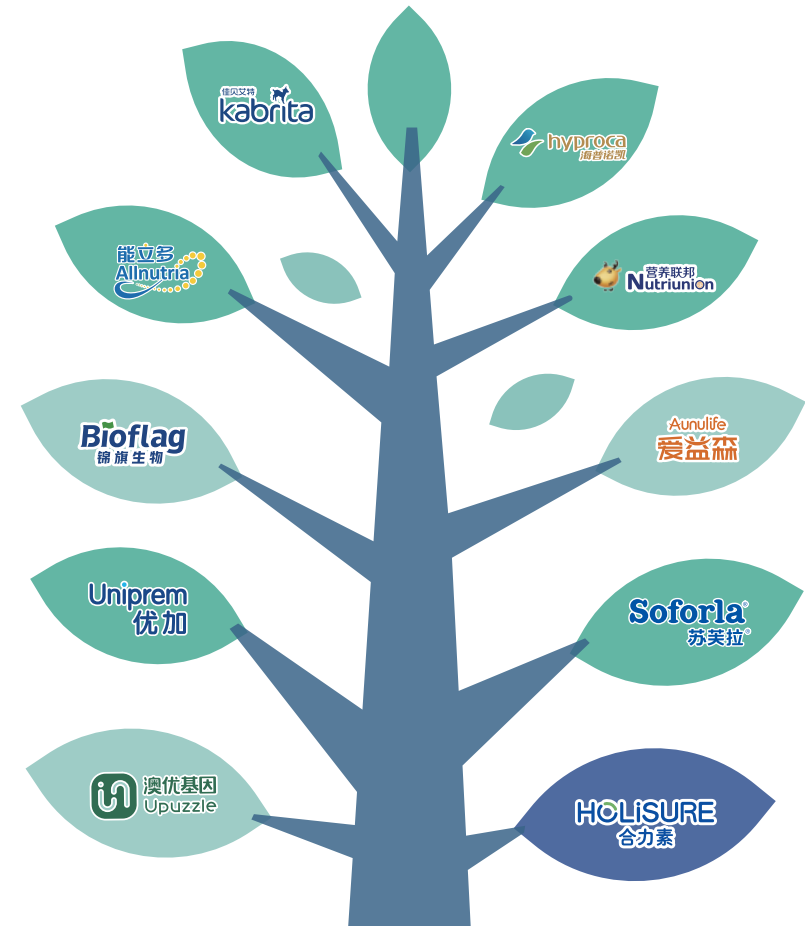 佳贝艾特
kabrita
hyproca
海普诺凯
能立多
Allnutria
营养联邦
Nutriunion
Bioflag
锦旗生物
Aunulife
爱益森
Uniprem
优加
Soforla®
苏芙拉®
澳优基因
Upuzzle
HOLiSURE
合力素